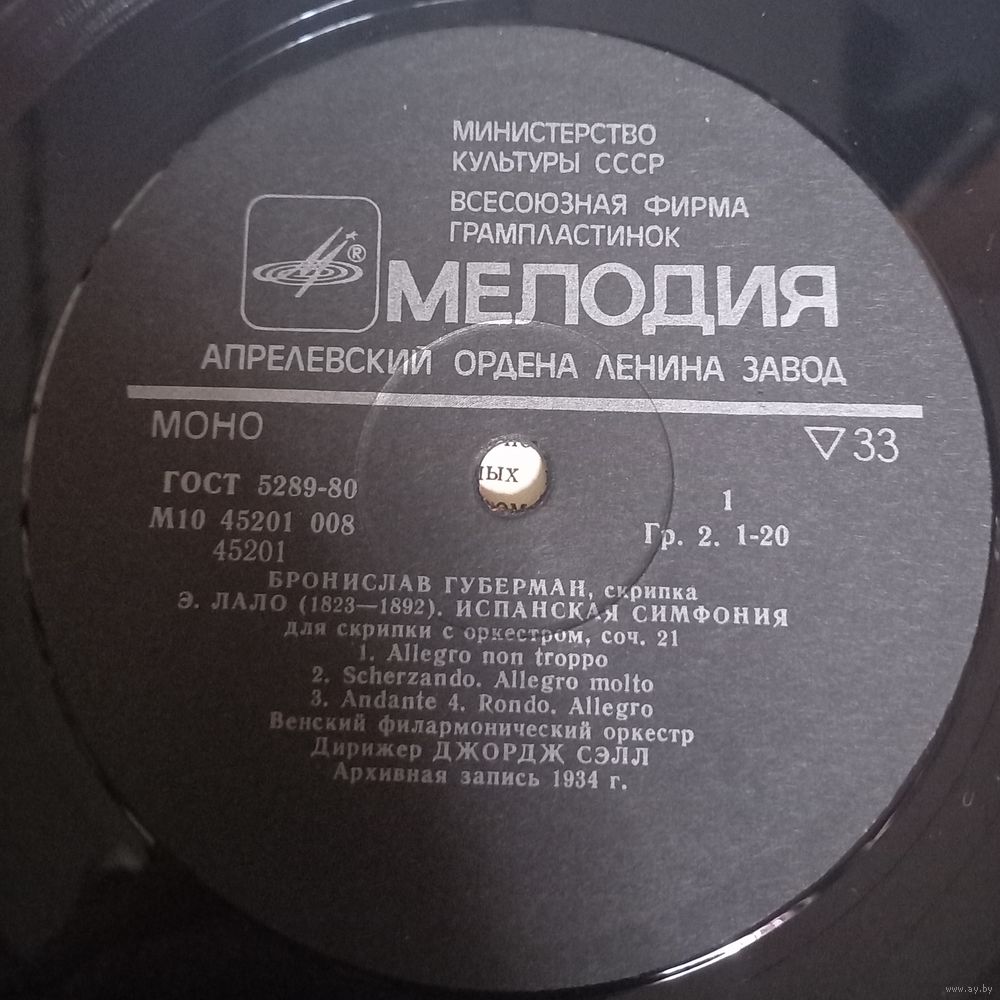 МИНИСТЕРСТВО
КУЛЬТУРЫ СССР
ВСЕСОЮЗНАЯ ФИРМА
ГРАМПЛАСТИНОК
®
МЕЛОДИЯ
АПРЕЛЕВСКИЙ ОРДЕНА ЛЕНИНА ЗАВОД
МОНО
▽33
ГОСТ 5289-80
М10 45201 008
45201
1
Гр. 2. 1-20
БРОНИСЛАВ ГУБЕРМАН, скрипка
Э. ЛАЛО (1823—1892). ИСПАНСКАЯ СИМФОНИЯ
для скрипки с оркестром, соч. 21
1. Allegro non troppo
2. Scherzando. Allegro molto
3. Andante 4. Rondo. Allegro
Венский филармонический оркестр
Дирижер ДЖОРДЖ СЭЛЛ
Архивная запись 1934 г.
www.ay.by